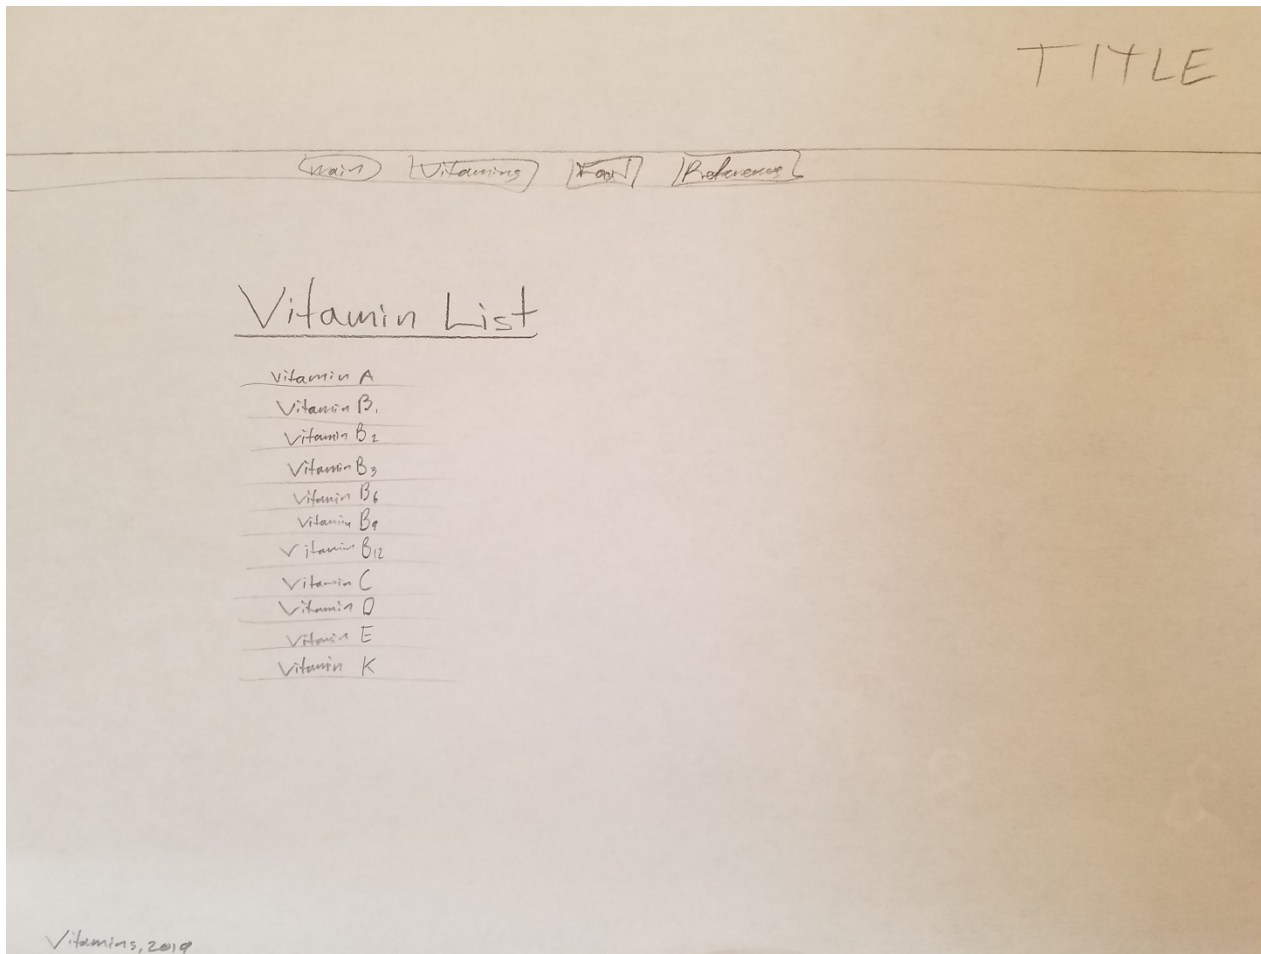 TITLE
Main Vitamins Food References
Vitamin List
Vitamin A
Vitamin B1
Vitamin B2
Vitamin B3
Vitamin B6
Vitamin B9
Vitamin B12
Vitamin C
Vitamin D
Vitamin E
Vitamin K
Vitamins, 2019